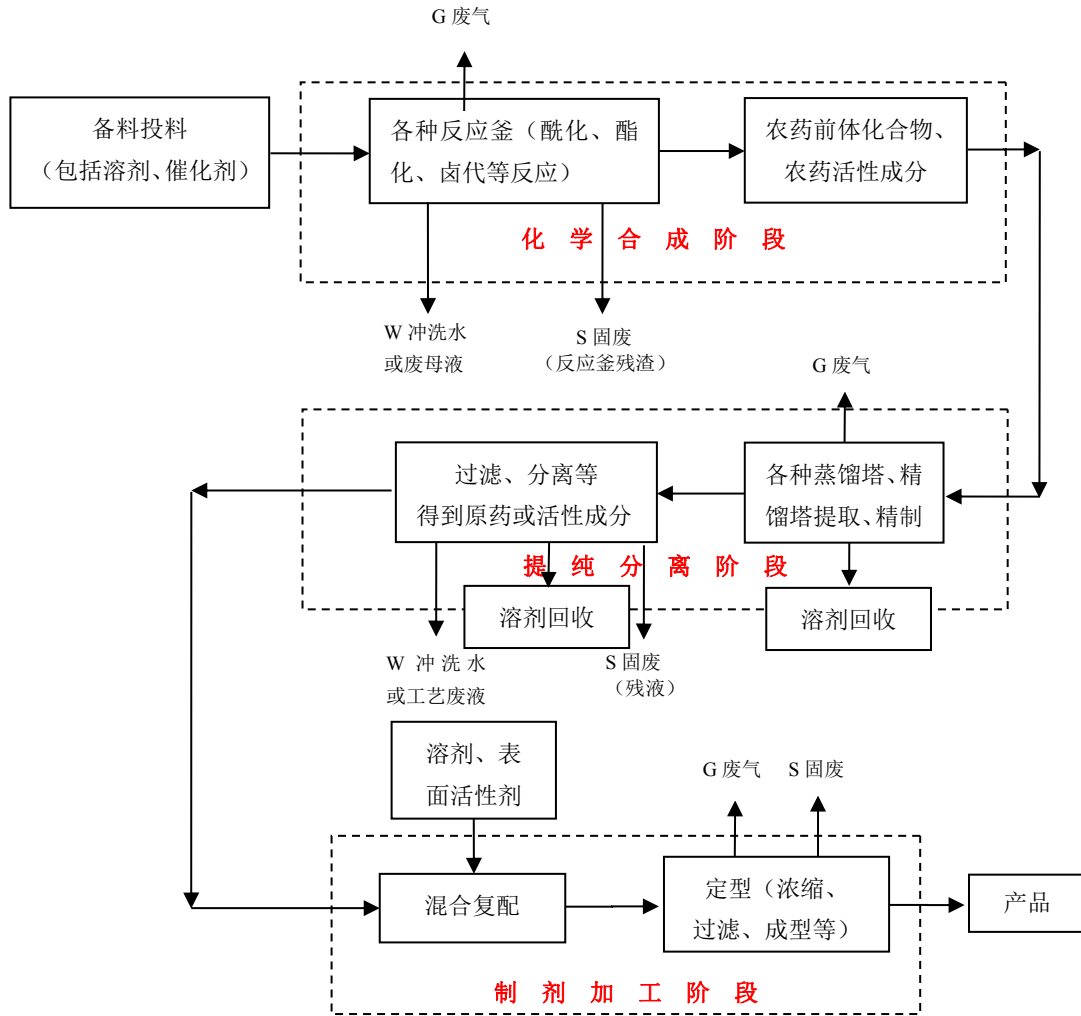 G 废气
备料投料
（包括溶剂、催化剂）
各种反应釜（酰化、酯
化、卤代等反应）
农药前体化合物、
农药活性成分
化学合成阶段
W 冲洗水
或废母液
S 固废
（反应釜残渣）
G 废气
过滤、分离等
得到原药或活性成分
各种蒸馏塔、精
馏塔提取、精制
提纯分离阶段
溶剂回收
溶剂回收
W 冲洗水
或工艺废液
S 固废
（残液）
溶剂、表
面活性剂
G 废气
S 固废
混合复配
定型（浓缩、
过滤、成型等）
产品
制剂加工阶段